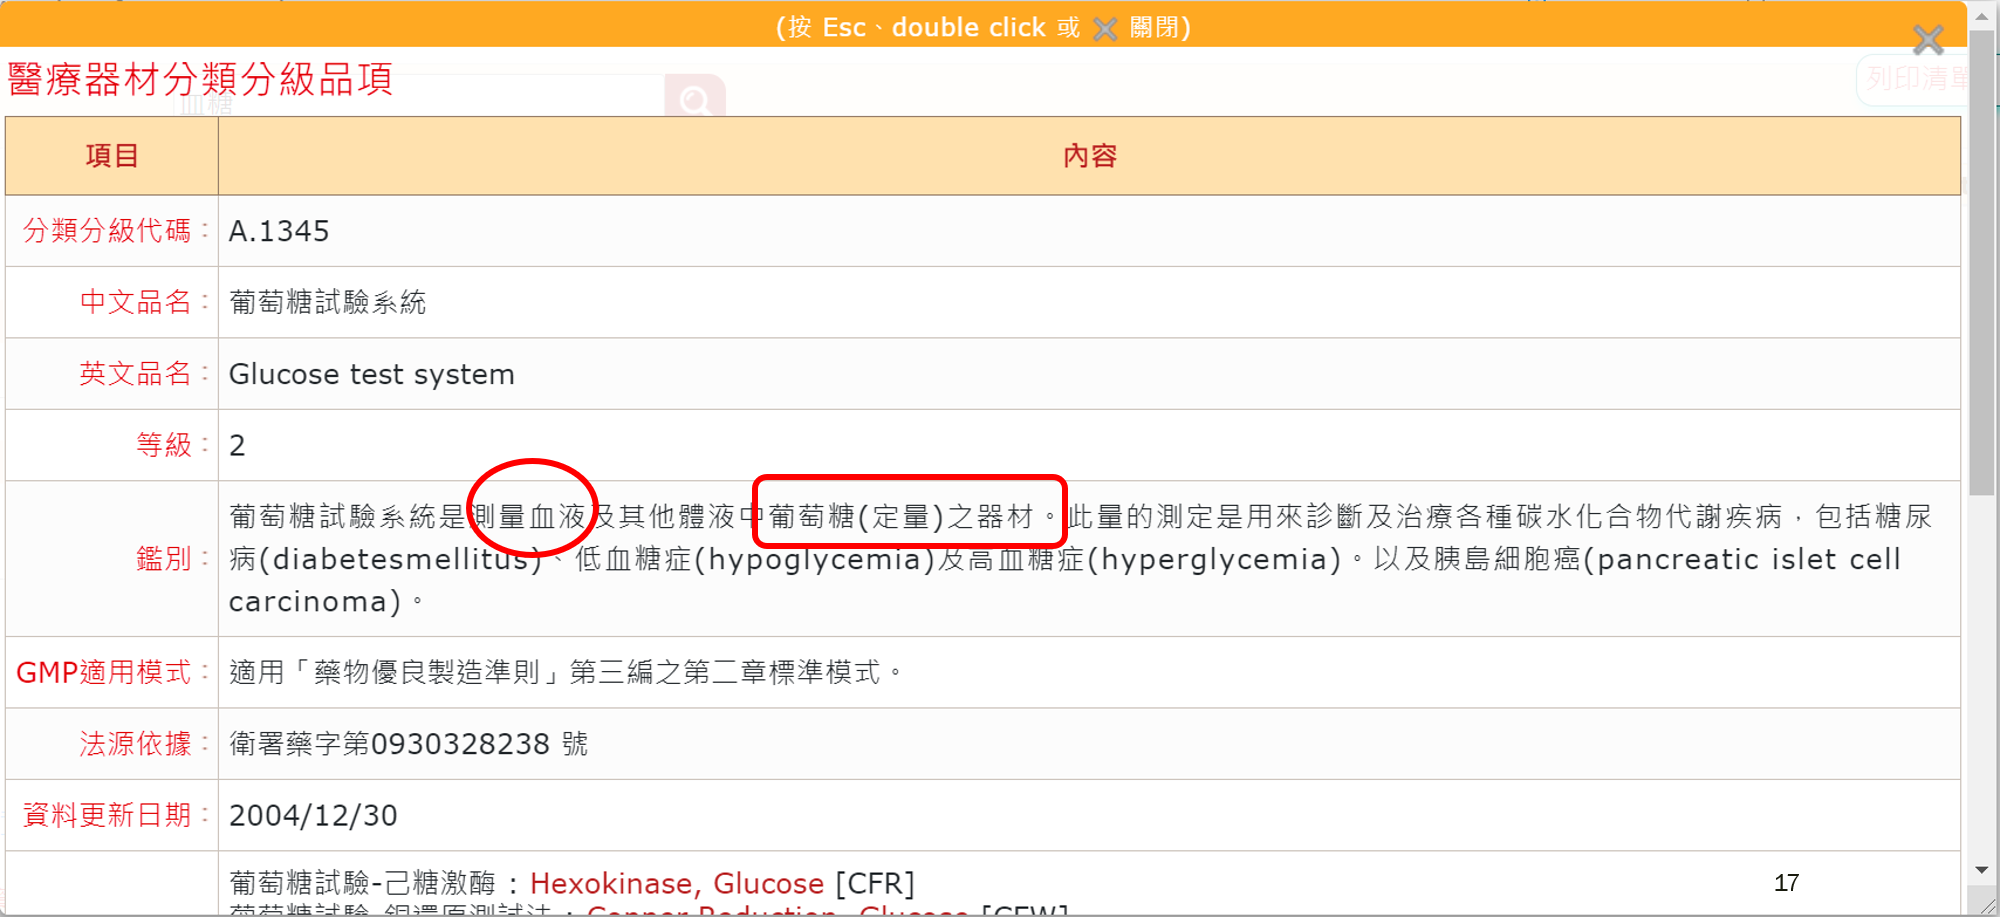 (按 Esc、double click 或 關閉)
醫療器材分類分級品項
血糖
列印清單
項目
內容
分類分級代碼：
A.1345
中文品名：
葡萄糖試驗系統
英文品名：
Glucose test system
等級：
2
鑑別：
葡萄糖試驗系統是測量血液及其他體液中葡萄糖(定量)之器材。此量的測定是用來診斷及治療各種碳水化合物代謝疾病，包括糖尿
病(diabetesmellitus)、低血糖症(hypoglycemia)及高血糖症(hyperglycemia)。以及胰島細胞癌(pancreatic islet cell
carcinoma)。
GMP適用模式：
適用「藥物優良製造準則」第三編之第二章標準模式。
法源依據：
衛署藥字第0930328238 號
資料更新日期：
2004/12/30
葡萄糖試驗-己糖激酶 : Hexokinase, Glucose [CFR]
葡萄糖試驗-銅還原測試法 : Copper Reduction, Glucose [CFW]
17